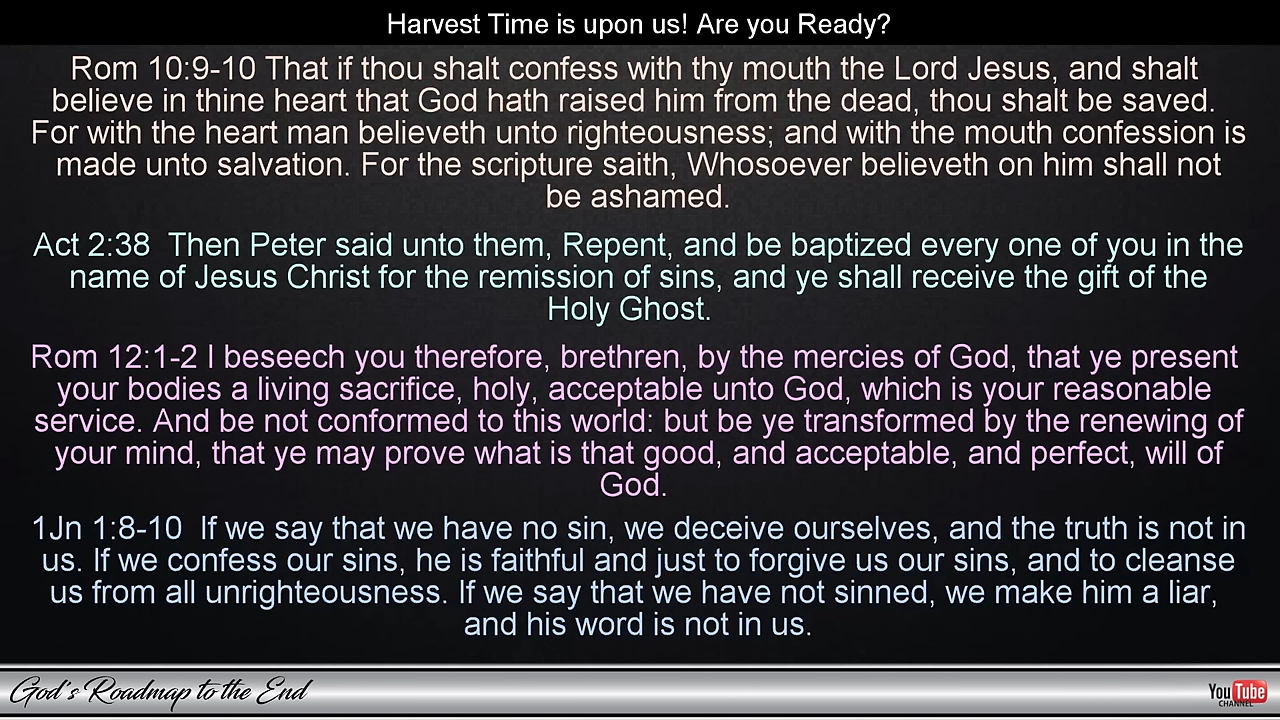 Harvest Time is upon us! Are you Ready?
Rom 10:9-10 That if thou shalt confess with thy mouth the Lord Jesus, and shalt
believe in thine heart that God hath raised him from the dead, thou shalt be saved.
For with the heart man believeth unto righteousness; and with the mouth confession is
made unto salvation. For the scripture saith, Whosoever believeth on him shall not
be ashamed.
Act 2:38  Then Peter said unto them, Repent, and be baptized every one of you in the
name of Jesus Christ for the remission of sins, and ye shall receive the gift of the
Holy Ghost.
Rom 12:1-2 I beseech you therefore, brethren, by the mercies of God, that ye present
your bodies a living sacrifice, holy, acceptable unto God, which is your reasonable
service. And be not conformed to this world: but be ye transformed by the renewing of
your mind, that ye may prove what is that good, and acceptable, and perfect, will of
God.
1Jn 1:8-10  If we say that we have no sin, we deceive ourselves, and the truth is not in
us. If we confess our sins, he is faithful and just to forgive us our sins, and to cleanse
us from all unrighteousness. If we say that we have not sinned, we make him a liar,
and his word is not in us.
God's Roadmap to the End
YouTube
CHANNEL